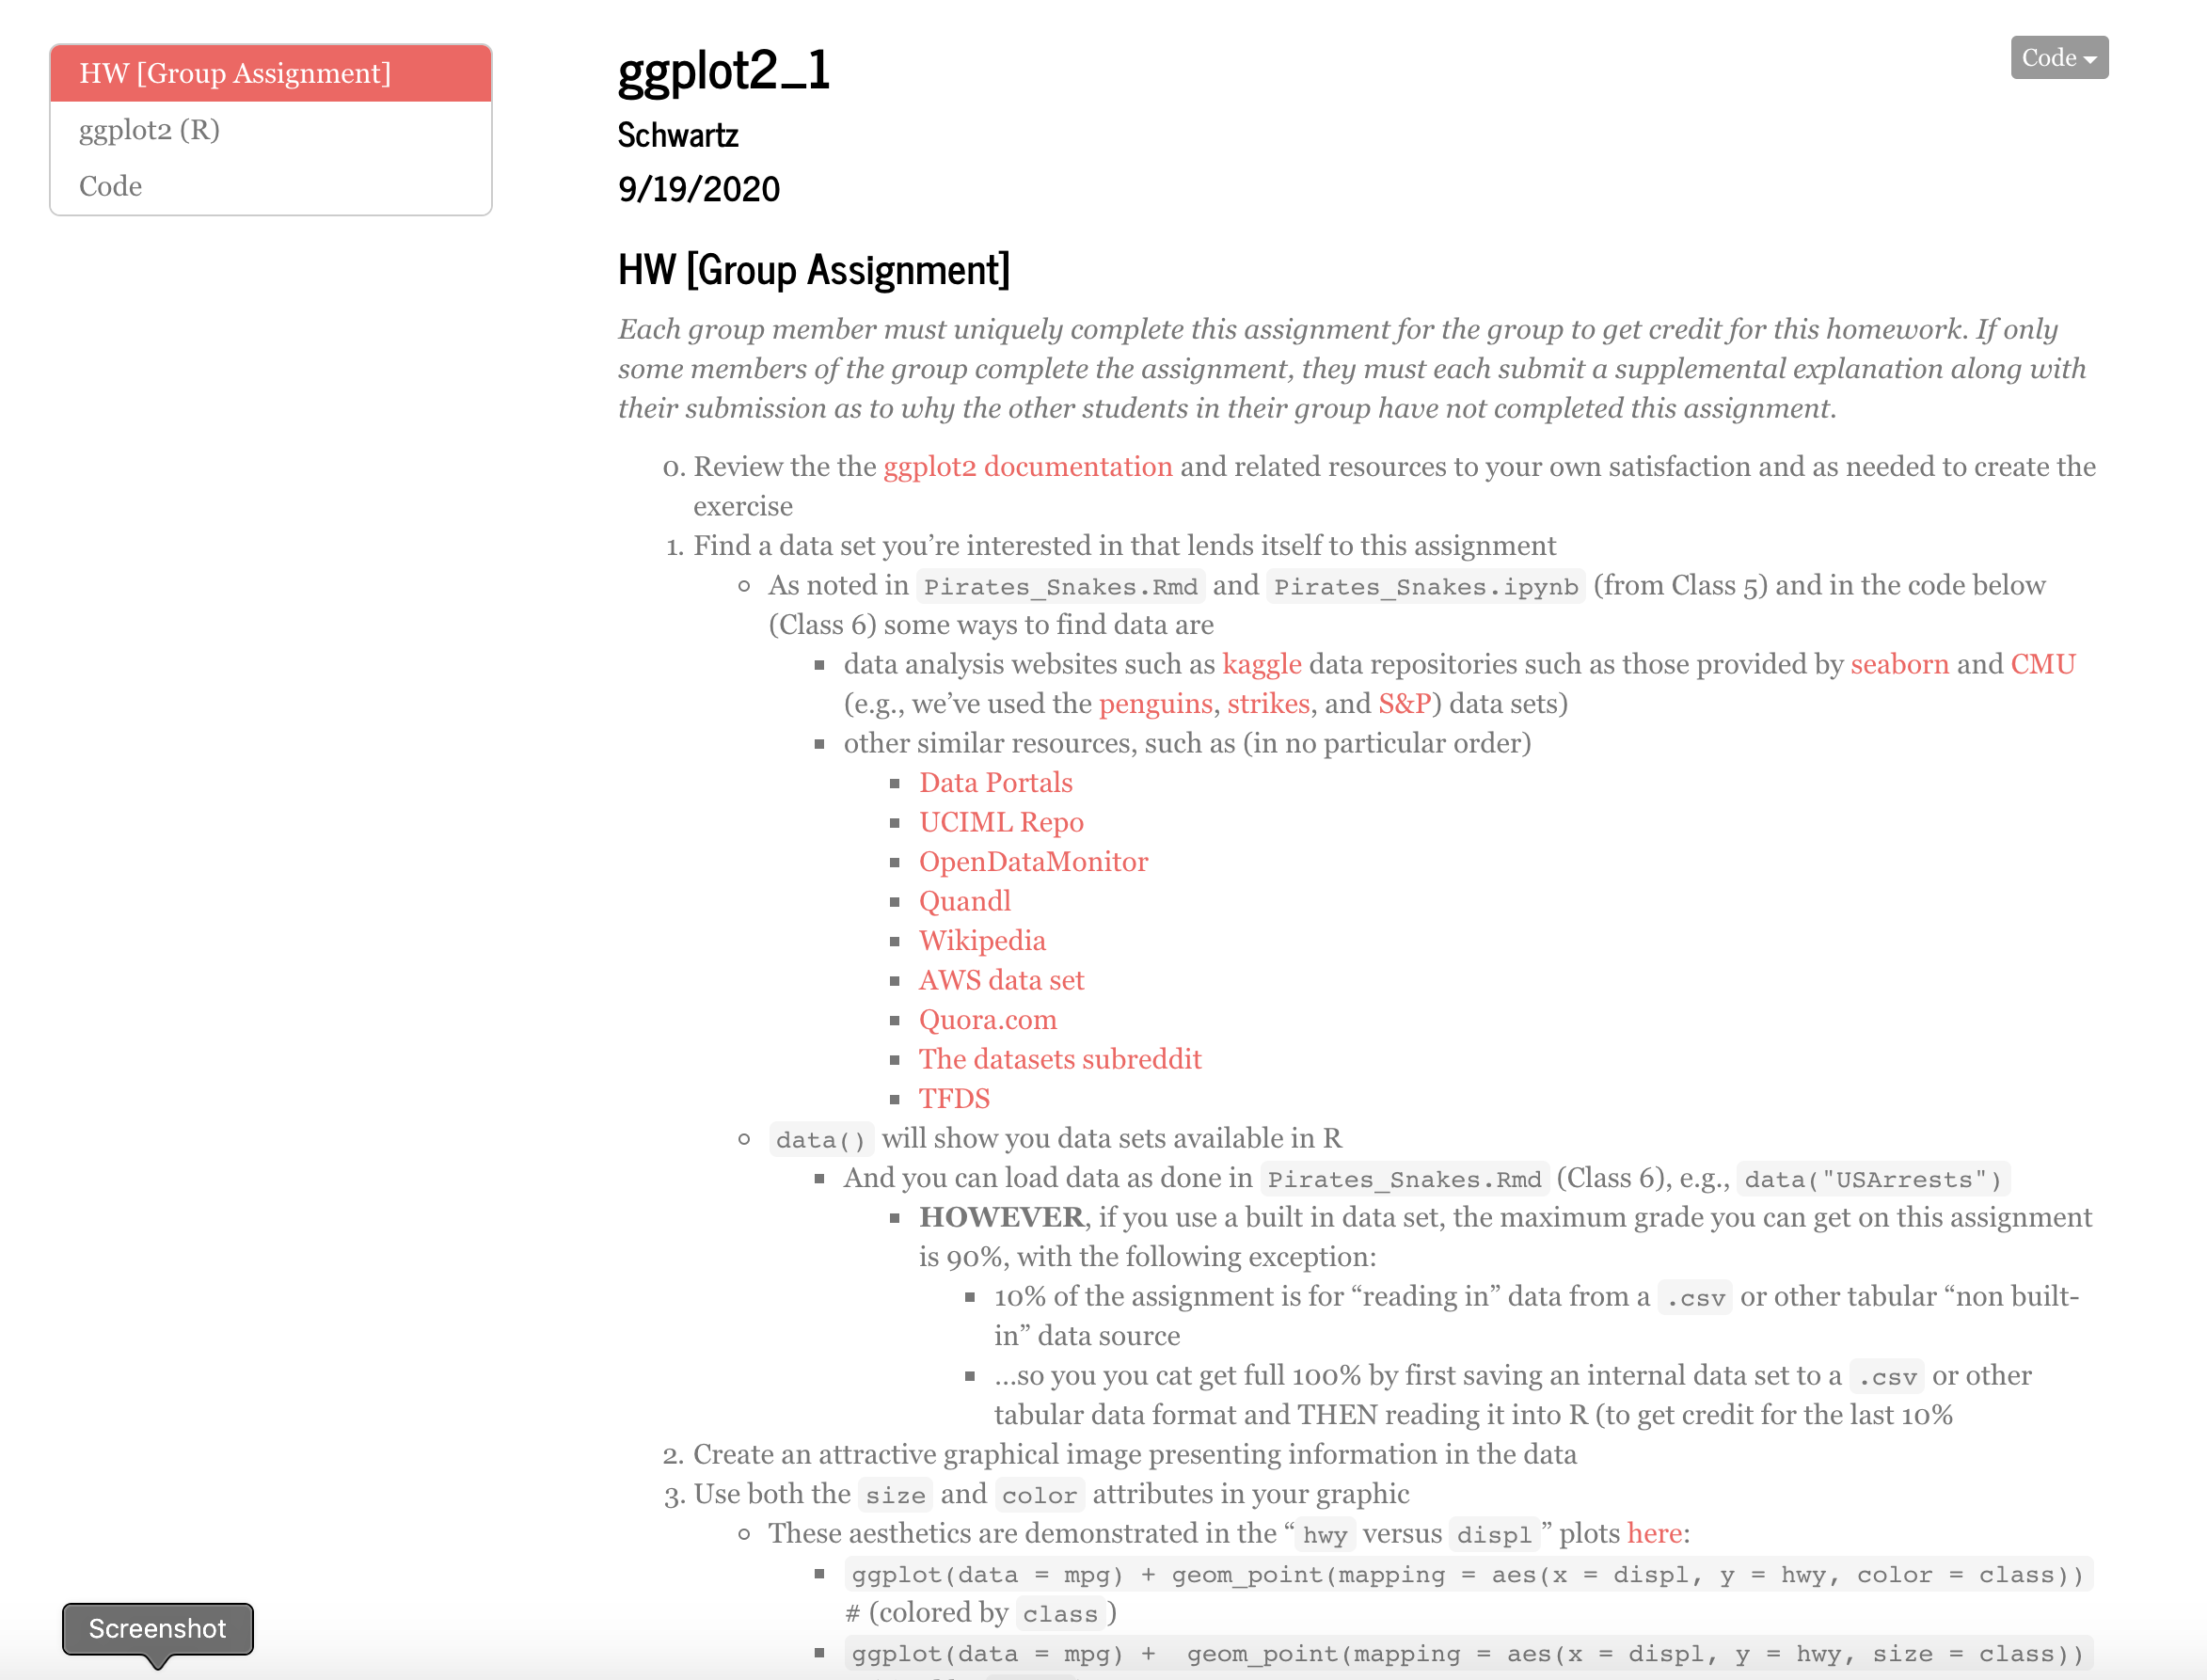 HW [Group Assignment]
ggplot2 (R)
Code
ggplot2_1
Code
Schwartz
9/19/2020
HW [Group Assignment]
Each group member must uniquely complete this assignment for the group to get credit for this homework. If only
some members of the group complete the assignment, they must each submit a supplemental explanation along with
their submission as to why the other students in their group have not completed this assignment.
0. Review the the ggplot2 documentation and related resources to your own satisfaction and as needed to create the
exercise
1. Find a data set you’re interested in that lends itself to this assignment
As noted in Pirates_Snakes.Rmd and Pirates_Snakes.ipynb (from Class 5) and in the code below
(Class 6) some ways to find data are
data analysis websites such as kaggle data repositories such as those provided by seaborn and CMU
(e.g., we’ve used the penguins, strikes, and S&P) data sets)
other similar resources, such as (in no particular order)
Data Portals
UCIML Repo
OpenDataMonitor
Quandl
Wikipedia
AWS data set
Quora.com
The datasets subreddit
TFDS
data() will show you data sets available in R
And you can load data as done in Pirates_Snakes.Rmd (Class 6), e.g., data("USArrests")
HOWEVER, if you use a built in data set, the maximum grade you can get on this assignment
is 90%, with the following exception:
10% of the assignment is for “reading in” data from a .csv or other tabular “non built-
in” data source
…so you you cat get full 100% by first saving an internal data set to a .csv or other
tabular data format and THEN reading it into R (to get credit for the last 10%
2. Create an attractive graphical image presenting information in the data
3. Use both the size and color attributes in your graphic
These aesthetics are demonstrated in the “hwy versus displ” plots here:
ggplot(data = mpg) + geom_point(mapping = aes(x = displ, y = hwy, color = class))
# (colored by class)
ggplot(data = mpg) +  geom_point(mapping = aes(x = displ, y = hwy, size = class))
Screenshot